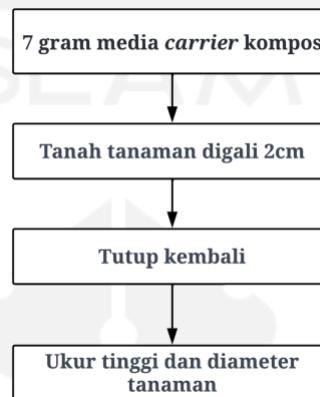 7 gram media carrier kompos
Tanah tanaman digali 2cm
Tutup kembali
Ukur tinggi dan diameter
tanaman